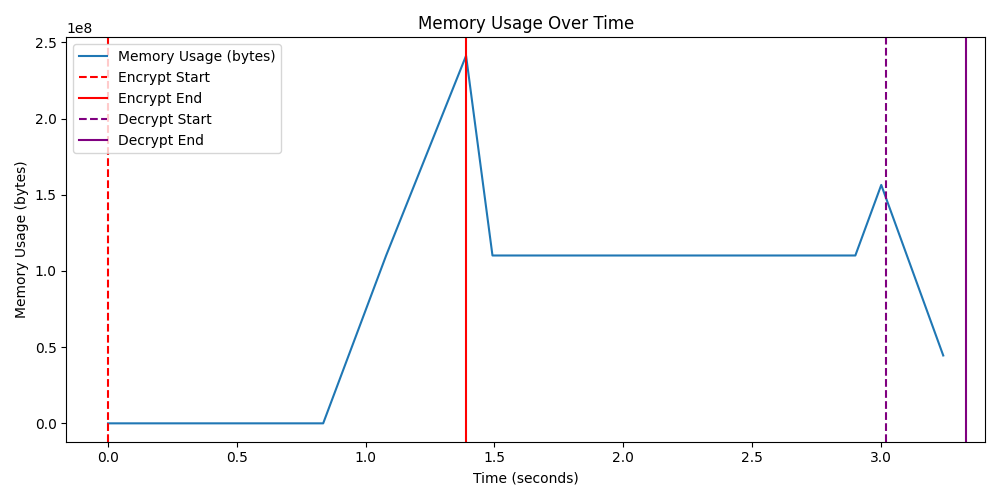 Memory Usage Over Time
1e8
2.5
2.0
1.5
1.0
0.5
0.0
Memory Usage (bytes)
Memory Usage (bytes)
Encrypt Start
Encrypt End
Decrypt Start
Decrypt End
0.0 0.5 1.0 1.5 2.0 2.5 3.0
Time (seconds)